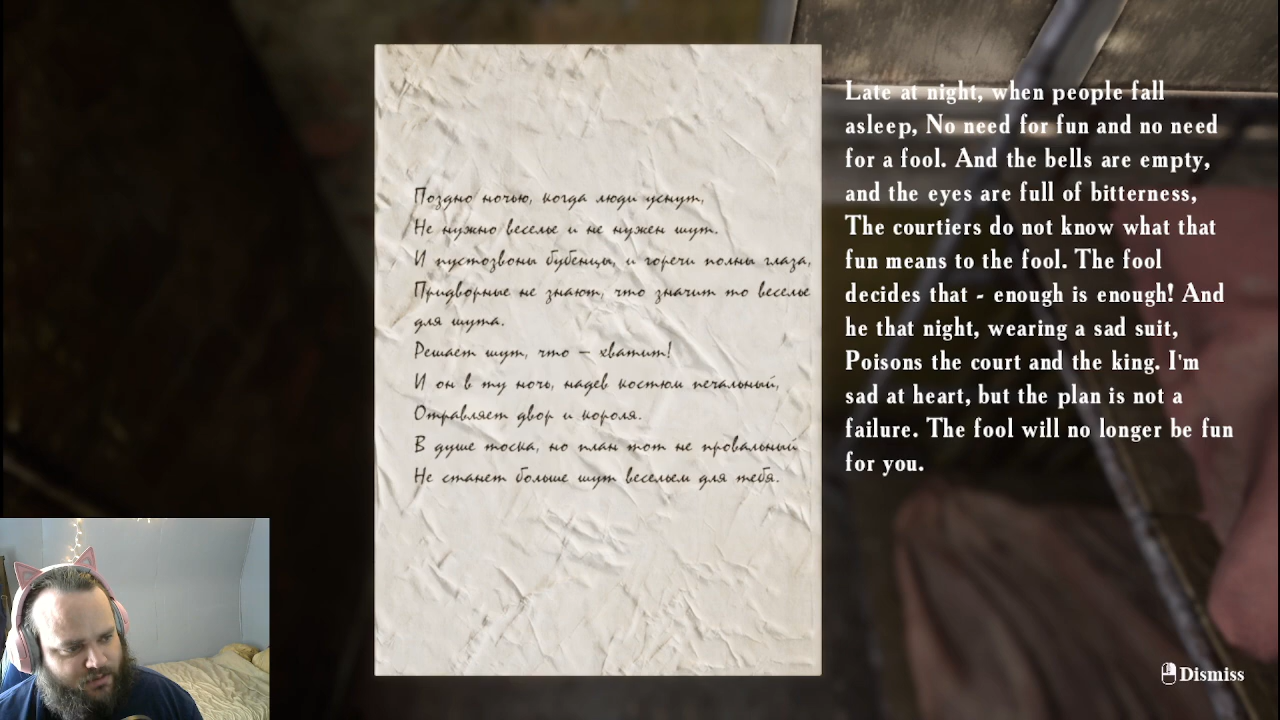 Поздно ночью, когда люди уснут,
Не нужно веселье и не нужен шут.
И пустозвоны бубенцы, и горечи полны глаза,
Придворные не знают, что значит то веселье
для шута.
Решает шут, что – хватит!
И он в ту ночь, надев костюм печальный,
Отравляет двор и короля.
В душе тоска, но план тот не провальный
Не станет больше шут весельем для тебя.
Late at night, when people fall
asleep, No need for fun and no need
for a fool. And the bells are empty,
and the eyes are full of bitterness,
The courtiers do not know what that
fun means to the fool. The fool
decides that - enough is enough! And
he that night, wearing a sad suit,
Poisons the court and the king. I'm
sad at heart, but the plan is not a
failure. The fool will no longer be fun
for you.
Dismiss